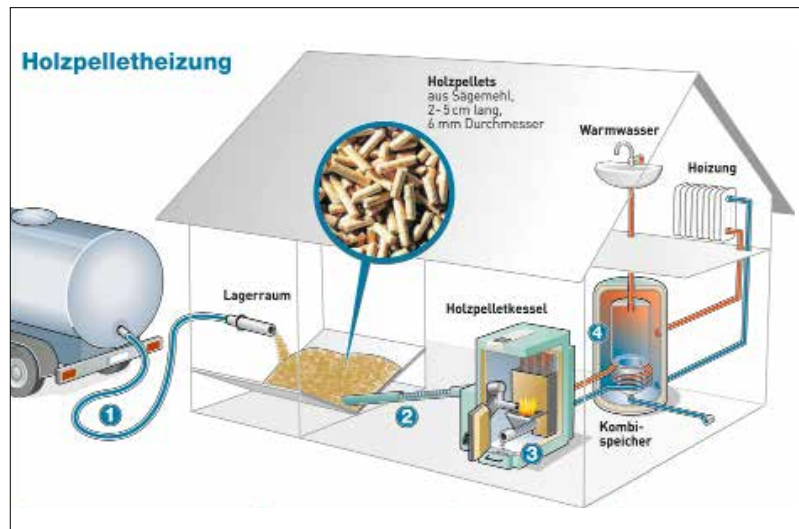 Holzpelletheizung
Holzpellets
aus Sägemehl,
2-5 cm lang,
6 mm Durchmesser
Warmwasser
Heizung
Lagerraum
Holzpelletkessel
4
1
2
3
Kombi-
speicher